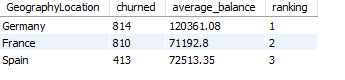 GeographyLocation churned average_balance ranking
Germany 814 120361.08 1
France 810 71192.8 2
Spain 413 72513.35 3